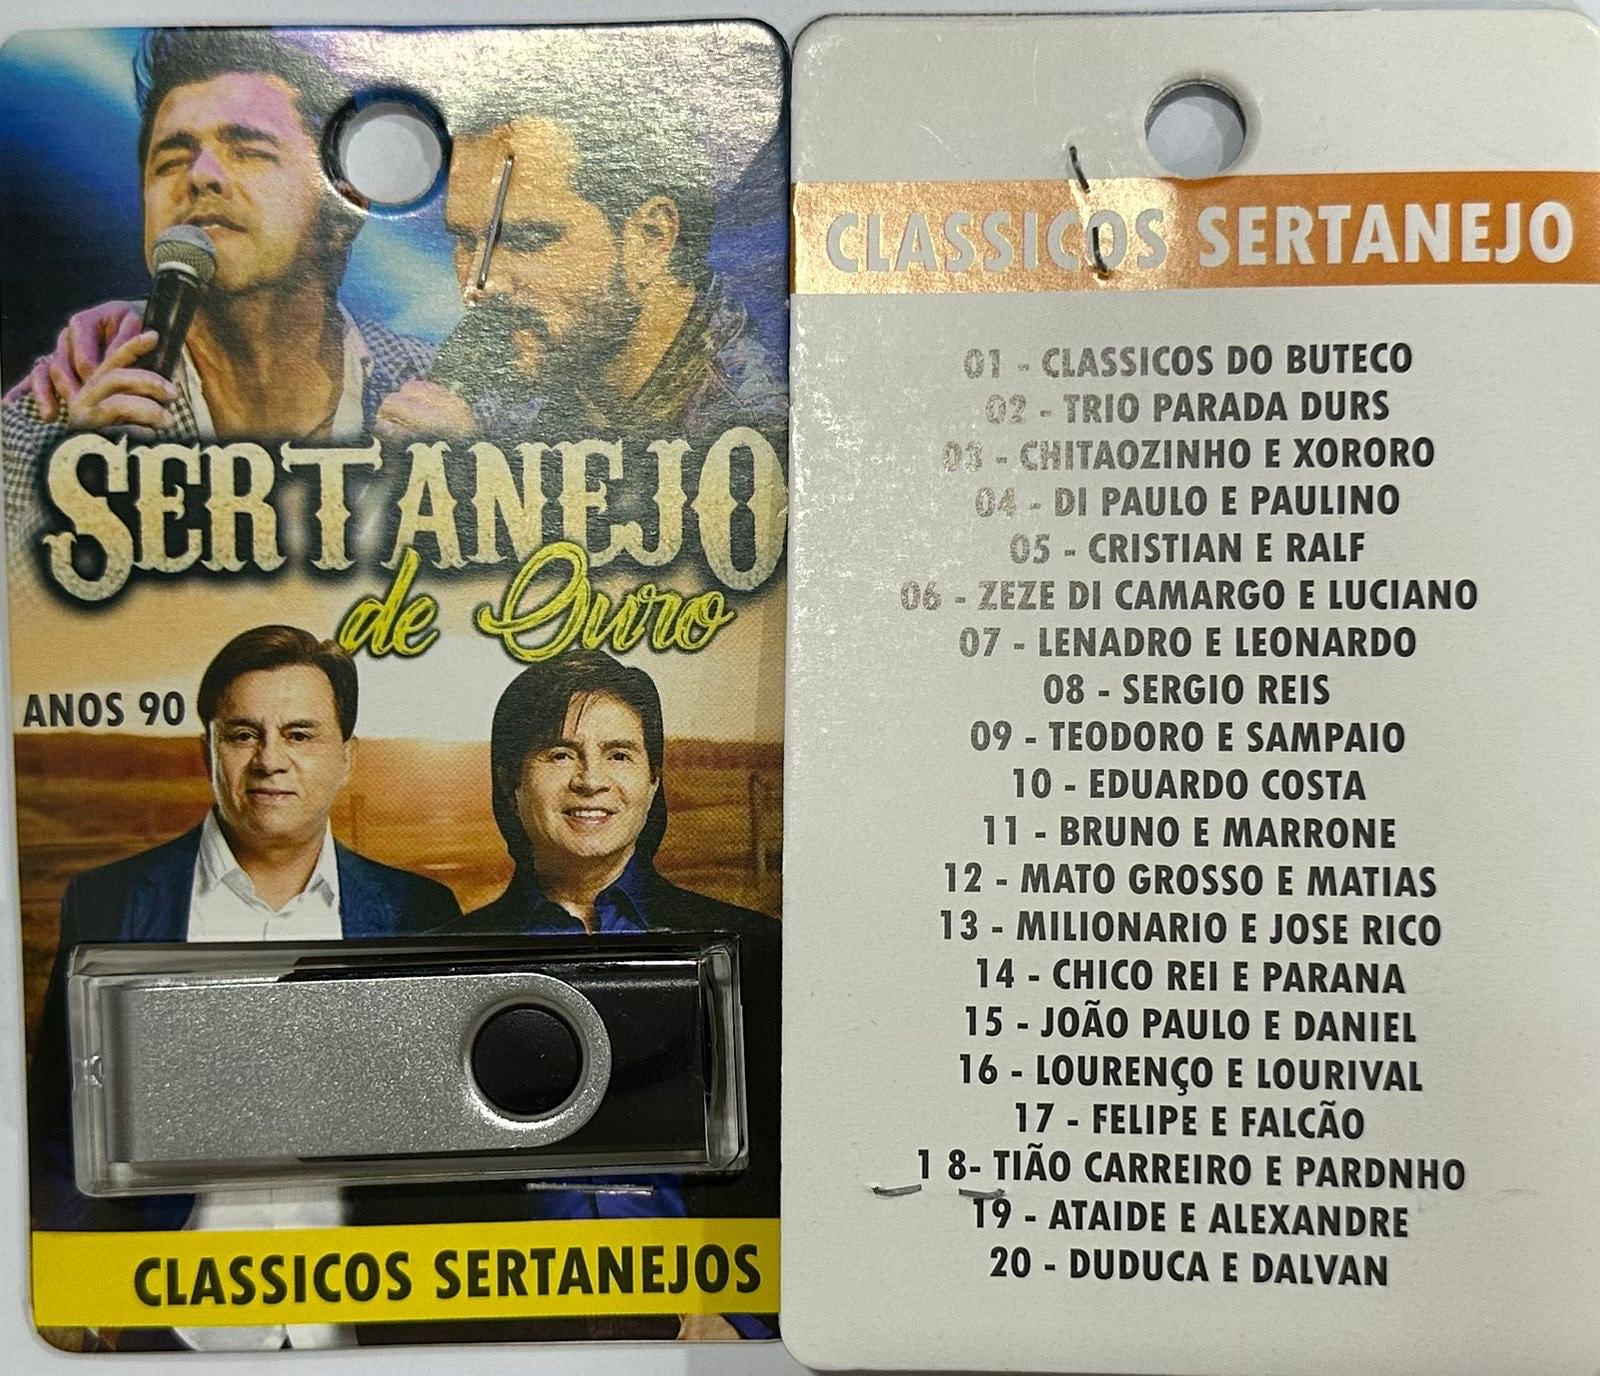 SERTANEJO
de Ouro
ANOS 90
CLASSICOS SERTANEJOS
CLASSICOS SERTANEJO
01 - CLASSICOS DO BUTECO
02 - TRIO PARADA DURS
03 - CHITAOZINHO E XORORO
04 - DI PAULO E PAULINO
05 - CRISTIAN E RALF
06 - ZEZE DI CAMARGO E LUCIANO
07 - LENADRO E LEONARDO
08 - SERGIO REIS
09 - TEODORO E SAMPAIO
10 - EDUARDO COSTA
11 - BRUNO E MARRONE
12 - MATO GROSSO E MATIAS
13 - MILIONARIO E JOSE RICO
14 - CHICO REI E PARANA
15 - JOÃO PAULO E DANIEL
16 - LOURENÇO E LOURIVAL
17 - FELIPE E FALCÃO
1 8- TIÃO CARREIRO E PARDNHO
19 - ATAIDE E ALEXANDRE
20 - DUDUCA E DALVAN